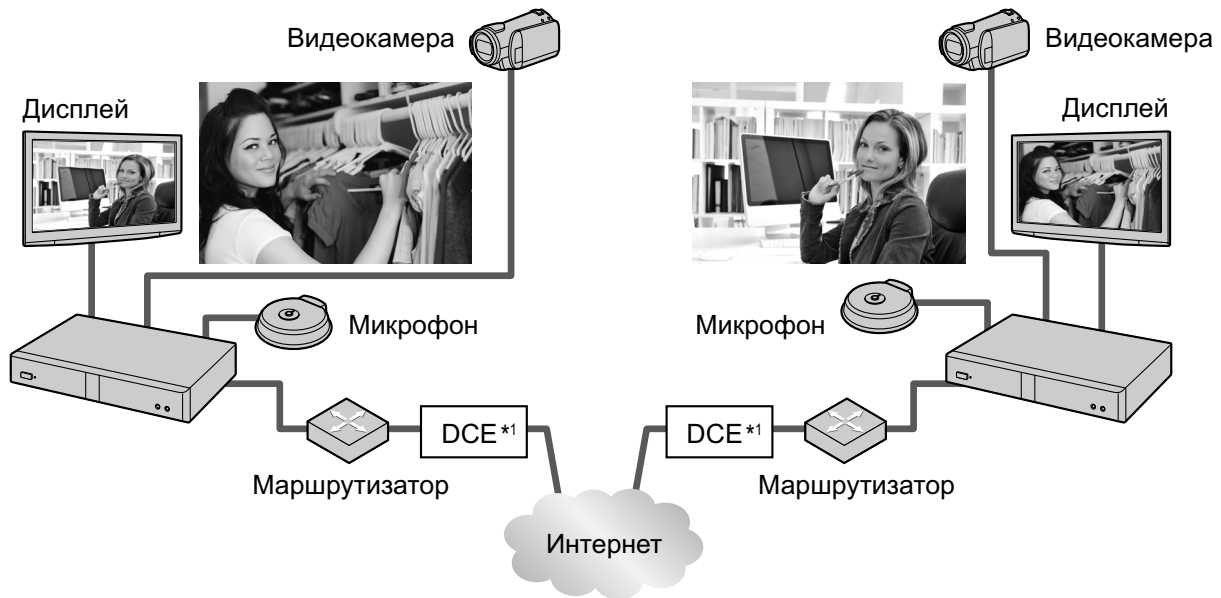 Видеокамера
Видеокамера
Дисплей
Дисплей
Микрофон
Микрофон
DCE*1
DCE*1
Маршрутизатор
Маршрутизатор
Интернет